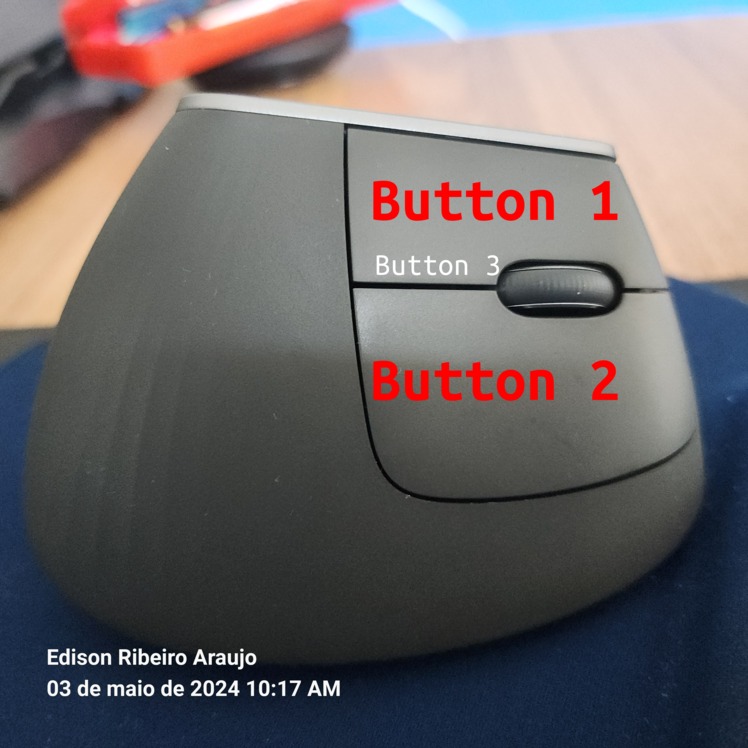 Button 1
Button 3
Button 2
Edison Ribeiro Araujo
03 de maio de 2024 10:17 AM